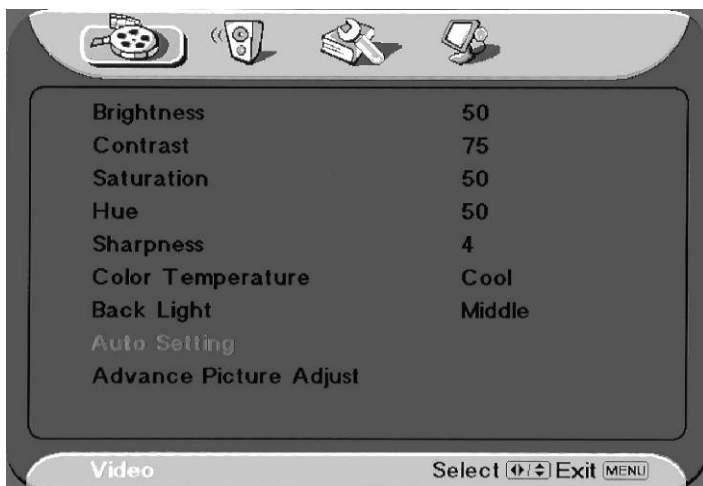 Brightness 50
Contrast 75
Saturation 50
Hue 50
Sharpness 4
Color Temperature Cool
Back Light Middle
Auto Setting
Advance Picture Adjust
Video Select Exit MENU